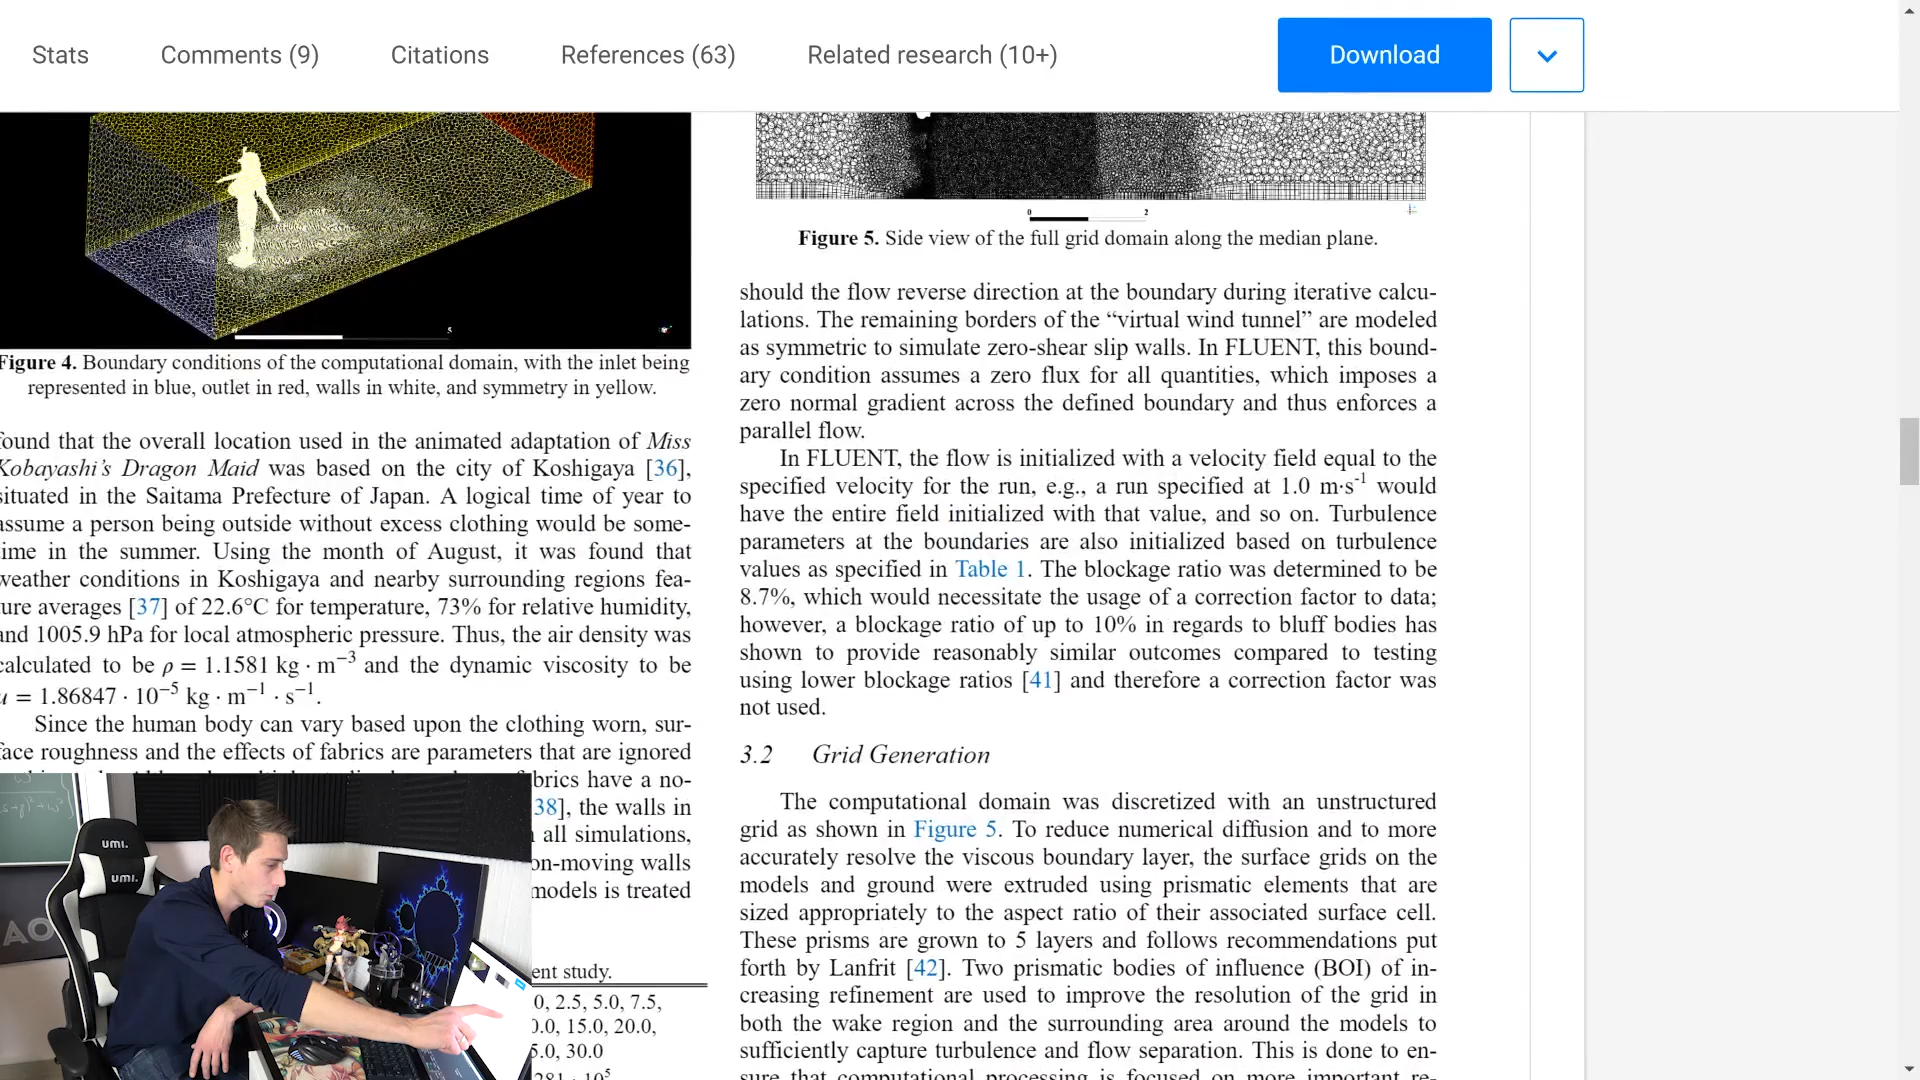 Stats
Comments (9)
Citations
References (63)
Related research (10+)
Download
5
Figure 4. Boundary conditions of the computational domain, with the inlet being
represented in blue, outlet in red, walls in white, and symmetry in yellow.
found that the overall location used in the animated adaptation of Miss
Kobayashi's Dragon Maid was based on the city of Koshigaya [36],
situated in the Saitama Prefecture of Japan. A logical time of year to
assume a person being outside without excess clothing would be some-
time in the summer. Using the month of August, it was found that
weather conditions in Koshigaya and nearby surrounding regions fea-
ture averages [37] of 22.6°C for temperature, 73% for relative humidity,
and 1005.9 hPa for local atmospheric pressure. Thus, the air density was
calculated to be ρ = 1.1581 kg · m⁻³ and the dynamic viscosity to be
μ = 1.86847 · 10⁻⁵ kg · m⁻¹ · s⁻¹.
Since the human body can vary based upon the clothing worn, sur-
face roughness and the effects of fabrics are parameters that are ignored
brics have a no-
38], the walls in
all simulations,
on-moving walls
models is treated
ent study.
0, 2.5, 5.0, 7.5,
0.0, 15.0, 20.0,
5.0, 30.0
281 · 10⁵
0 2
Figure 5. Side view of the full grid domain along the median plane.
should the flow reverse direction at the boundary during iterative calcu-
lations. The remaining borders of the “virtual wind tunnel” are modeled
as symmetric to simulate zero-shear slip walls. In FLUENT, this bound-
ary condition assumes a zero flux for all quantities, which imposes a
zero normal gradient across the defined boundary and thus enforces a
parallel flow.
In FLUENT, the flow is initialized with a velocity field equal to the
specified velocity for the run, e.g., a run specified at 1.0 m·s⁻¹ would
have the entire field initialized with that value, and so on. Turbulence
parameters at the boundaries are also initialized based on turbulence
values as specified in Table 1. The blockage ratio was determined to be
8.7%, which would necessitate the usage of a correction factor to data;
however, a blockage ratio of up to 10% in regards to bluff bodies has
shown to provide reasonably similar outcomes compared to testing
using lower blockage ratios [41] and therefore a correction factor was
not used.
3.2 Grid Generation
The computational domain was discretized with an unstructured
grid as shown in Figure 5. To reduce numerical diffusion and to more
accurately resolve the viscous boundary layer, the surface grids on the
models and ground were extruded using prismatic elements that are
sized appropriately to the aspect ratio of their associated surface cell.
These prisms are grown to 5 layers and follows recommendations put
forth by Lanfrit [42]. Two prismatic bodies of influence (BOI) of in-
creasing refinement are used to improve the resolution of the grid in
both the wake region and the surrounding area around the models to
sufficiently capture turbulence and flow separation. This is done to en-
sure that computational processing is focused on more important re-
UMI.
UMI.
AO